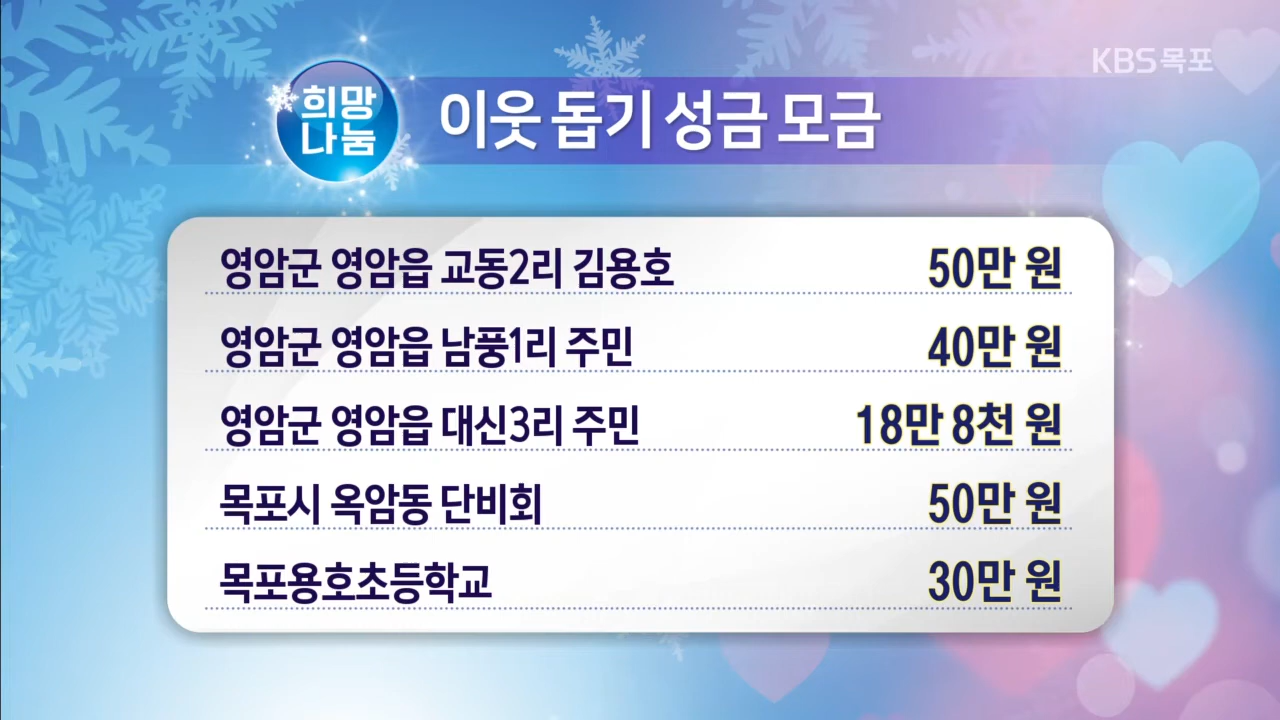 KBS목포
희망
나눔
이웃 돕기 성금 모금
영암군 영암읍 교동2리 김용호 50만 원
영암군 영암읍 남풍1리 주민 40만 원
영암군 영암읍 대신3리 주민 18만 8천 원
목포시 옥암동 단비회 50만 원
목포용호초등학교 30만 원